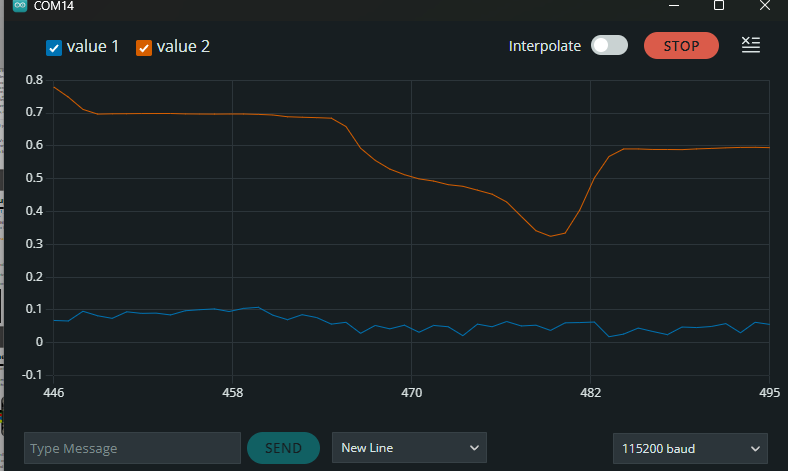 COM14
value 1 value 2 Interpolate STOP
0.8
0.7
0.6
0.5
0.4
0.3
0.2
0.1
0
-0.1
446 458 470 482 495
Type Message SEND New Line 115200 baud